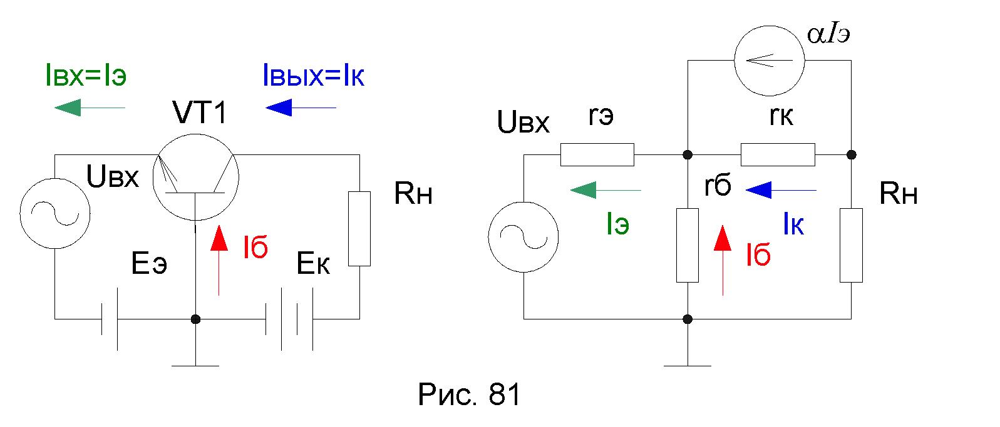 Iвх=Iэ
Iвых=Iк
VT1
Uвх
Rн
Iб
Eэ
Eк
αIэ
Uвх
rэ
rк
rб
Rн
Iэ
Iк
Iб
Рис. 81